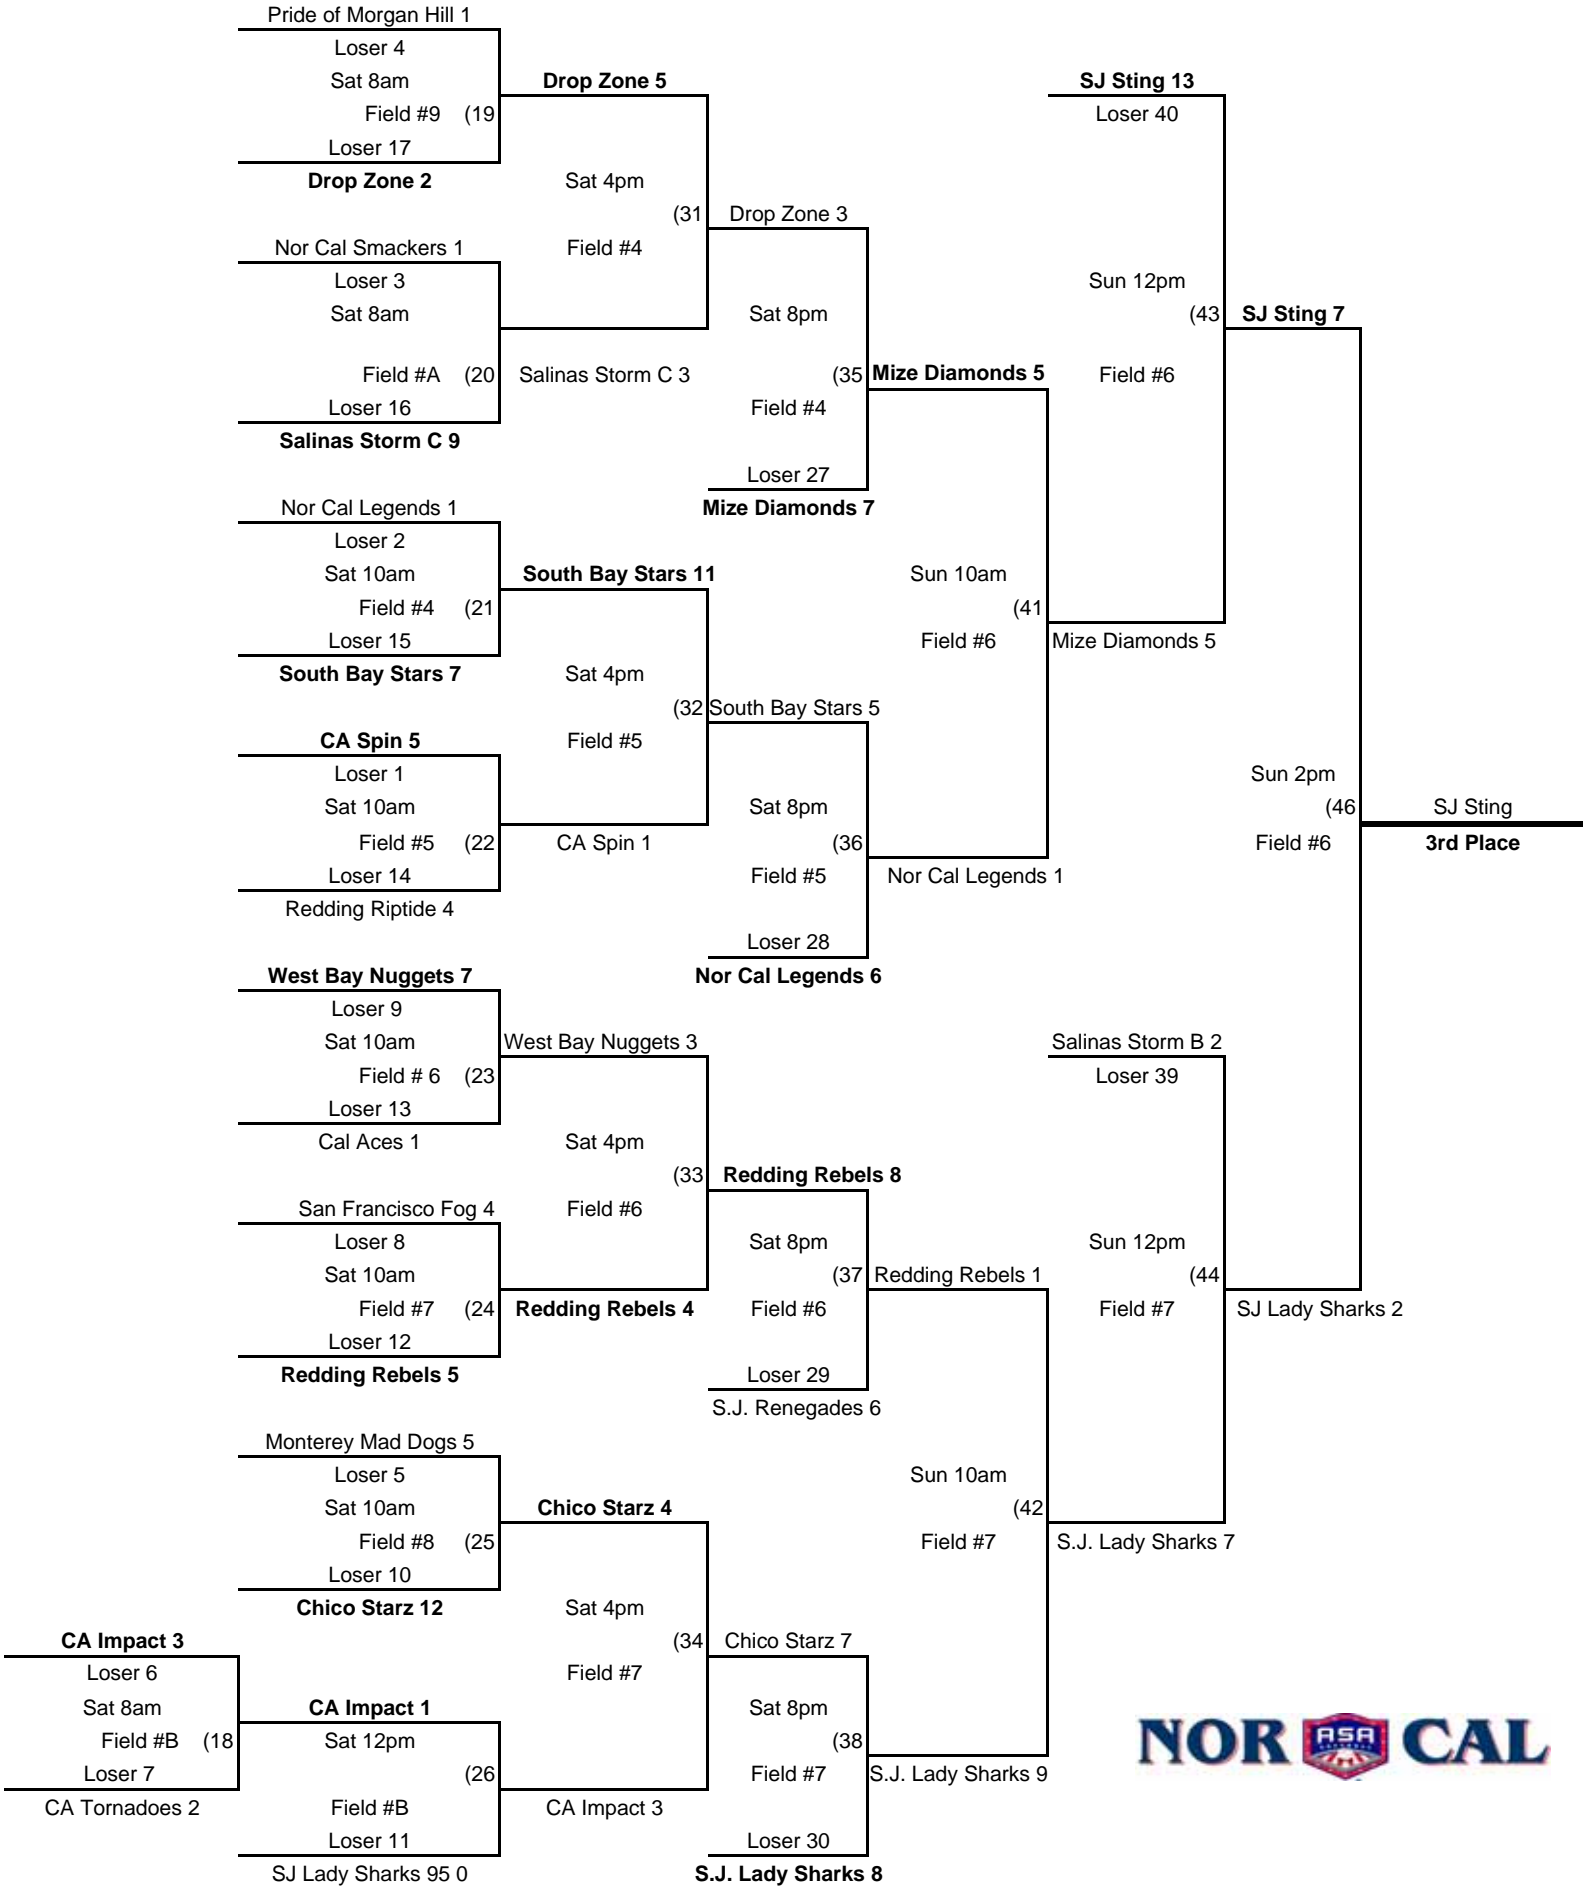 Pride of Morgan Hill 1
Loser 4
Sat 8am
Drop Zone 5
SJ Sting 13
Field #9 (19
Loser 40
Loser 17
Drop Zone 2
Sat 4pm
(31 Drop Zone 3
Nor Cal Smackers 1
Field #4
Loser 3
Sun 12pm
Sat 8am
Sat 8pm
(43 SJ Sting 7
Field #A (20
Salinas Storm C 3
(35 Mize Diamonds 5
Field #6
Loser 16
Field #4
Salinas Storm C 9
Loser 27
Nor Cal Legends 1
Mize Diamonds 7
Loser 2
Sat 10am
South Bay Stars 11
Sun 10am
Field #4 (21
(41
Loser 15
Field #6
Mize Diamonds 5
South Bay Stars 7
Sat 4pm
(32 South Bay Stars 5
CA Spin 5
Field #5
Loser 1
Sun 2pm
Sat 10am
Sat 8pm
(46 SJ Sting
Field #5 (22
CA Spin 1
(36
Field #6
3rd Place
Loser 14
Field #5
Nor Cal Legends 1
Redding Riptide 4
Loser 28
West Bay Nuggets 7
Nor Cal Legends 6
Loser 9
Sat 10am
West Bay Nuggets 3
Salinas Storm B 2
Field # 6 (23
Loser 39
Loser 13
Cal Aces 1
Sat 4pm
(33 Redding Rebels 8
San Francisco Fog 4
Field #6
Loser 8
Sat 8pm
Sun 12pm
Sat 10am
(37 Redding Rebels 1
(44
Field #7 (24
Redding Rebels 4
Field #6
Field #7
SJ Lady Sharks 2
Loser 12
Redding Rebels 5
Loser 29
S.J. Renegades 6
Monterey Mad Dogs 5
Loser 5
Sun 10am
Sat 10am
Chico Starz 4
(42
Field #8 (25
Field #7
S.J. Lady Sharks 7
Loser 10
Chico Starz 12
Sat 4pm
CA Impact 3
(34 Chico Starz 7
Loser 6
Field #7
Sat 8am
CA Impact 1
Sat 8pm
Field #B (18
Sat 12pm
(38
NOR ASA CAL
Loser 7
(26
Field #7
S.J. Lady Sharks 9
CA Tornadoes 2
Field #B
CA Impact 3
Loser 11
Loser 30
SJ Lady Sharks 95 0
S.J. Lady Sharks 8